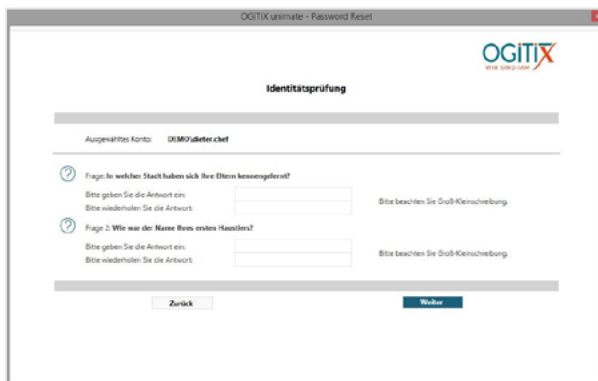 OGiTiX unimate - Password Reset
OGiTiX
WIR SIND IAM
Identitätsprüfung
Ausgewähltes Konto: DEMO\dieter.chef
Frage: In welcher Stadt haben sich Ihre Eltern kennengelernt?
Bitte geben Sie die Antwort ein:
Bitte wiederholen Sie die Antwort:
Bitte beachten Sie Groß-Kleinschreibung.
Frage 2: Wie war der Name Ihres ersten Haustiers?
Bitte geben Sie die Antwort ein:
Bitte wiederholen Sie die Antwort:
Bitte beachten Sie Groß-Kleinschreibung.
Zurück
Weiter